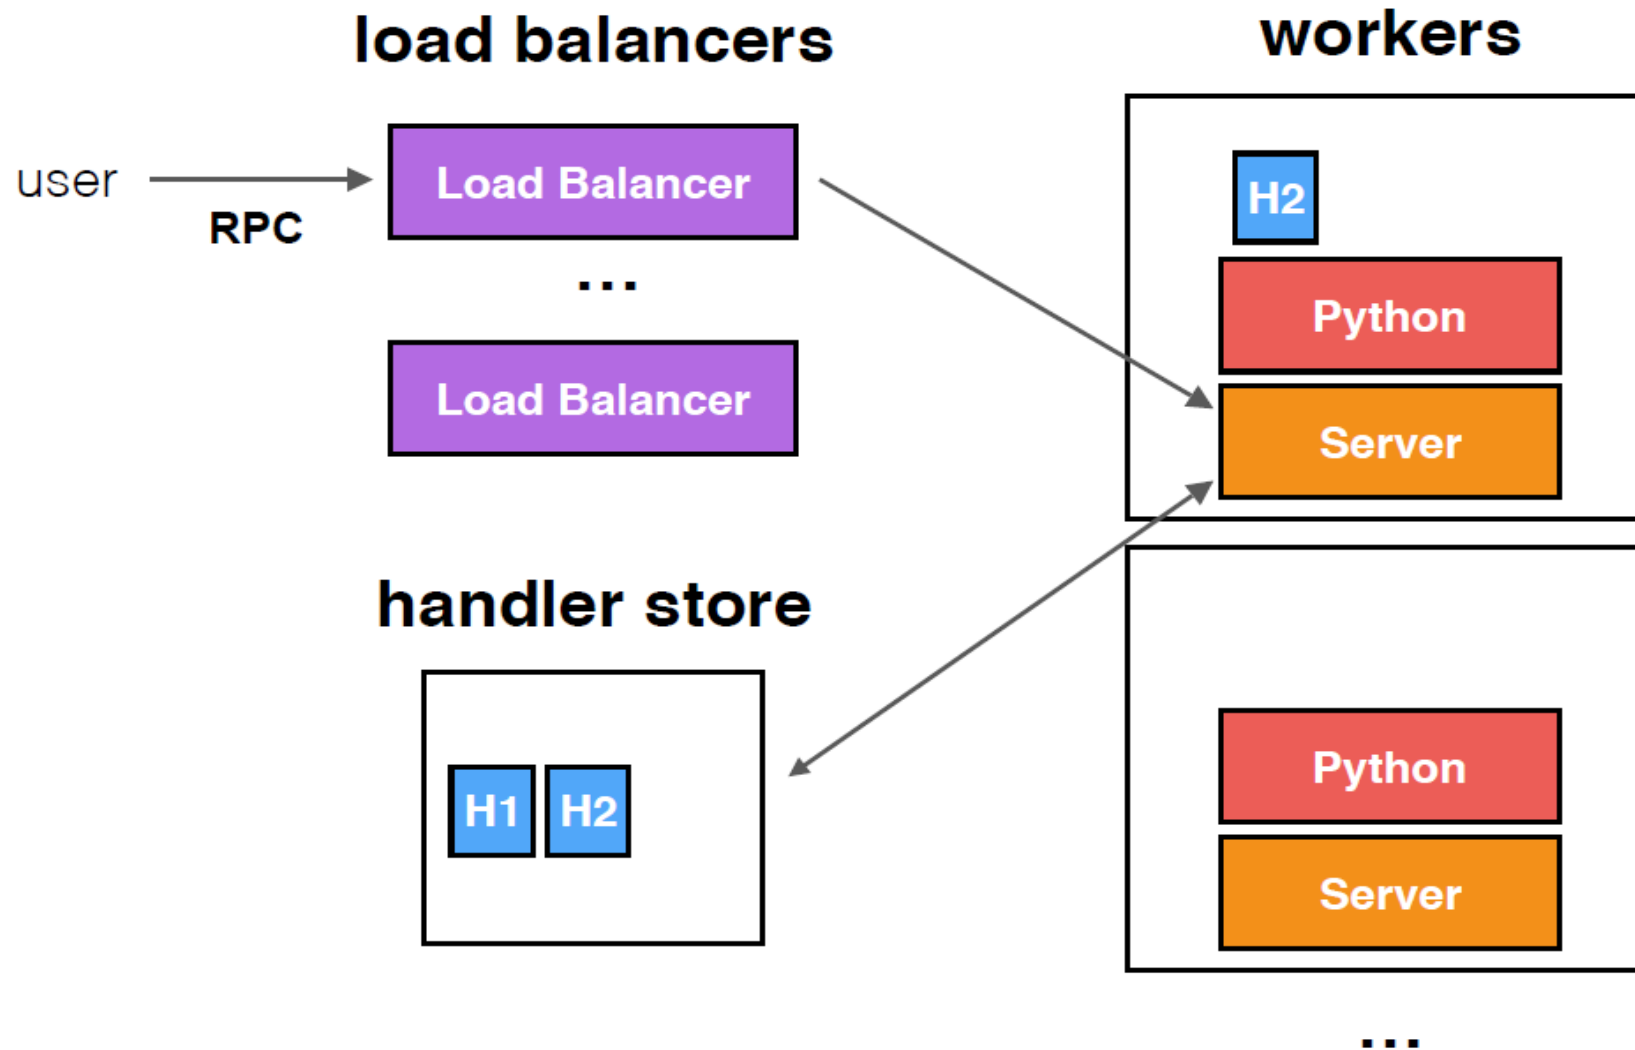 load balancers
workers
user
RPC
Load Balancer
...
Load Balancer
H2
Python
Server
handler store
H1 H2
Python
Server
...